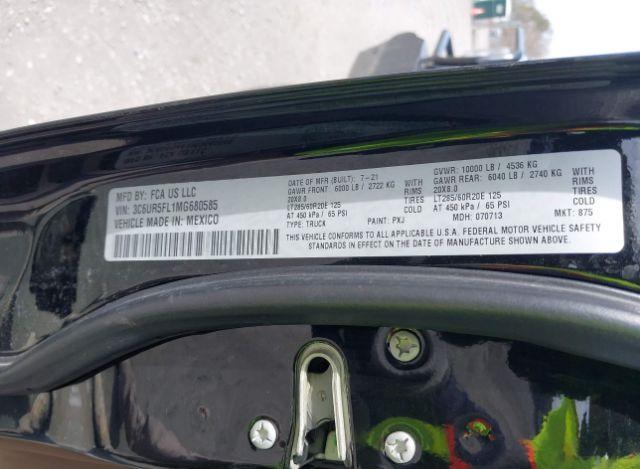 MFD BY: FCA US LLC
VIN: 3C6UR5FL1MG680585
VEHICLE MADE IN: MEXICO
DATE OF MFR (BUILT): 7-21
GAWR FRONT 6000 LB / 2722 KG
20X8.0
LT285/60R20E 125
AT 450 kPa / 65 PSI
TYPE: TRUCK
WITH
TIRES
RIMS
AT
PAINT: PXJ
GVWR: 10000 LB / 4536 KG
GAWR REAR: 6040 LB / 2740 KG
20X8.0
LT285/60R20E 125
AT 450 kPa / 65 PSI
MDH: 070713
WITH
TIRES
RIMS
AT
MKT: 875
THIS VEHICLE CONFORMS TO ALL APPLICABLE U.S.A. FEDERAL MOTOR VEHICLE SAFETY
STANDARDS IN EFFECT ON THE DATE OF MANUFACTURE SHOWN ABOVE.